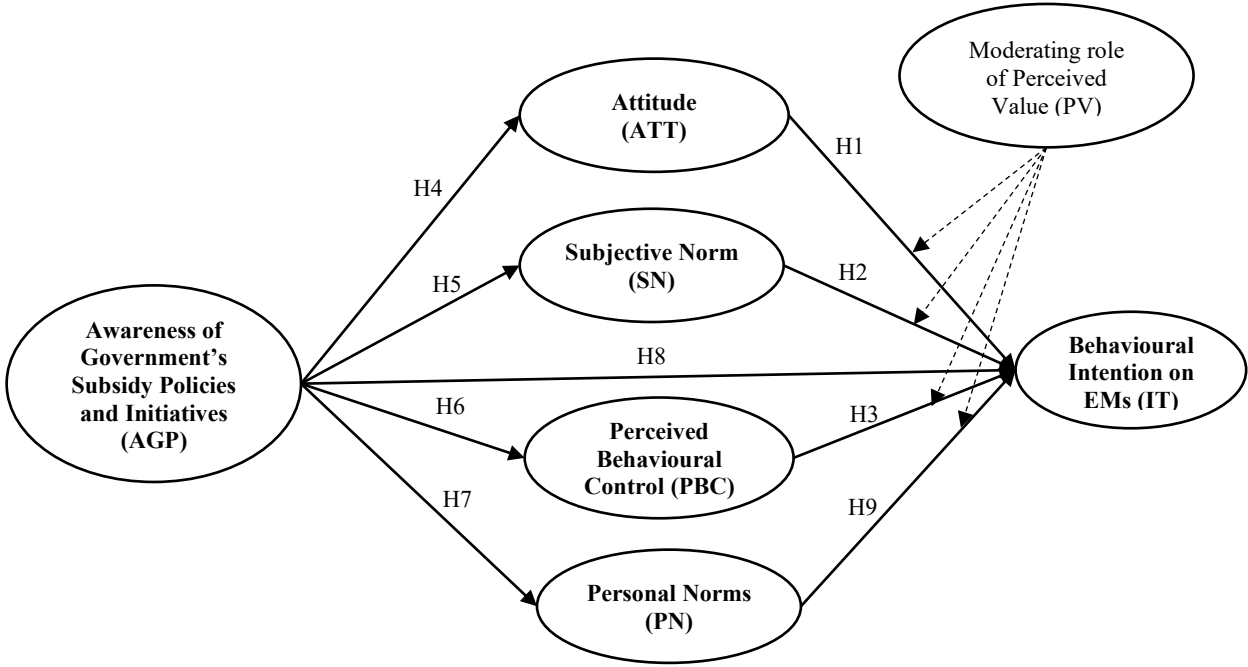 Moderating role
of Perceived
Value (PV)
Attitude
(ATT)
H1
H4
Subjective Norm
(SN)
H2
H5
Awareness of
Government’s
Subsidy Policies
and Initiatives
(AGP)
H8
Behavioural
Intention on
EMs (IT)
H6
H3
Perceived
Behavioural
Control (PBC)
H7
H9
Personal Norms
(PN)